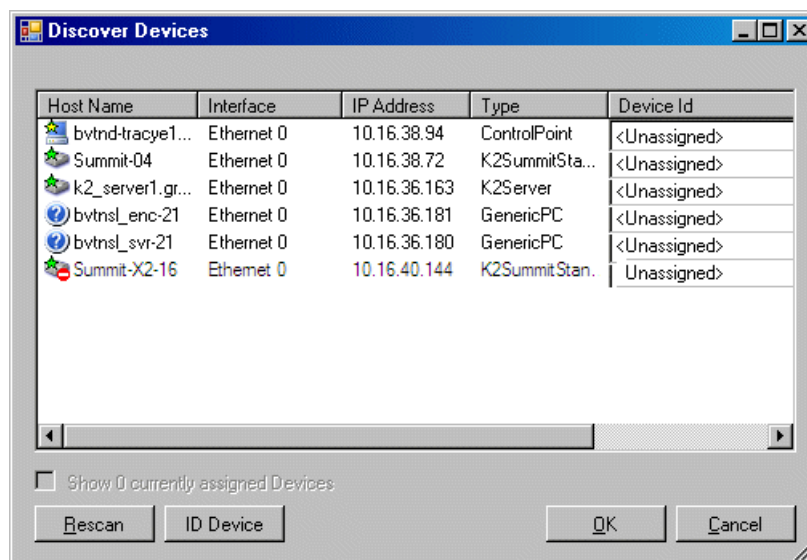 Discover Devices
Host Name Interface IP Address Type Device Id
bvtnd-tracye1... Ethernet 0 10.16.38.94 ControlPoint <Unassigned>
Summit-04 Ethernet 0 10.16.38.72 K2SummitSta... <Unassigned>
k2_server1.gr... Ethernet 0 10.16.36.163 K2Server <Unassigned>
bvtnsl_enc-21 Ethernet 0 10.16.36.181 GenericPC <Unassigned>
bvtnsl_svr-21 Ethernet 0 10.16.36.180 GenericPC <Unassigned>
Summit-X2-16 Ethernet 0 10.16.40.144 K2SummitStan. Unassigned>
Show 0 currently assigned Devices
Rescan ID Device OK Cancel